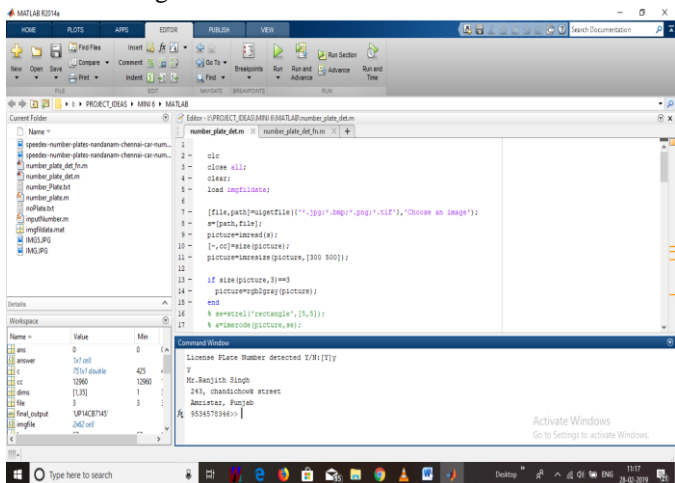 MATLAB R2014a
HOME PLOTS APPS EDITOR PUBLISH VIEW Search Documentation
New Open Save Find Files Compare Print Insert Comment Indent fx Go To Find Breakpoints Run Run and Advance Run Section Advance Run and Time
FILE EDIT NAVIGATE BREAKPOINTS RUN
I: PROJECT_IDEAS MINI 6 MATLAB
Current Folder
Name
speedex-number-plates-nandanam-chennai-car-num...
speedex-number-plates-nandanam-chennai-car-num...
number_plate_det_fn.m
number_plate_det.m
number_Plate.txt
number_plate.m
noPlate.txt
inputNumber.m
imgfildata.mat
IMG3.JPG
IMG.JPG
Details
Workspace
Name Value Min
ans 0 0
answer 1x1 cell
c 751x1 double 425
cc 12960 12960
dims [1,35] 1
file 3 3
final_output 'UP14CB7145'
imgfile 2x62 cell
Editor - I:\PROJECT_IDEAS\MINI 6\MATLAB\number_plate_det.m
number_plate_det.m number_plate_det_fn.m
1
2 clc
3 close all;
4 clear;
5 load imgfildata;
6
7 [file,path]=uigetfile({'*.jpg;*.bmp;*.png;*.tif'},'Choose an image');
8 s=[path,file];
9 picture=imread(s);
10 [~,cc]=size(picture);
11 picture=imresize(picture,[300 500]);
12
13 if size(picture,3)==3
14 picture=rgb2gray(picture);
15 end
16 % se=strel('rectangle',[5,5]);
17 % a=imerode(picture,se);
Command Window
License PLate Number detected Y/N:[Y]y
y
Mr.Ranjith Singh
243, chandichowk street
Amristar, Punjab
fx 9534578346>>
Activate Windows
Go to Settings to activate Windows.
Type here to search
Desktop ENG 11:17
28-02-2019